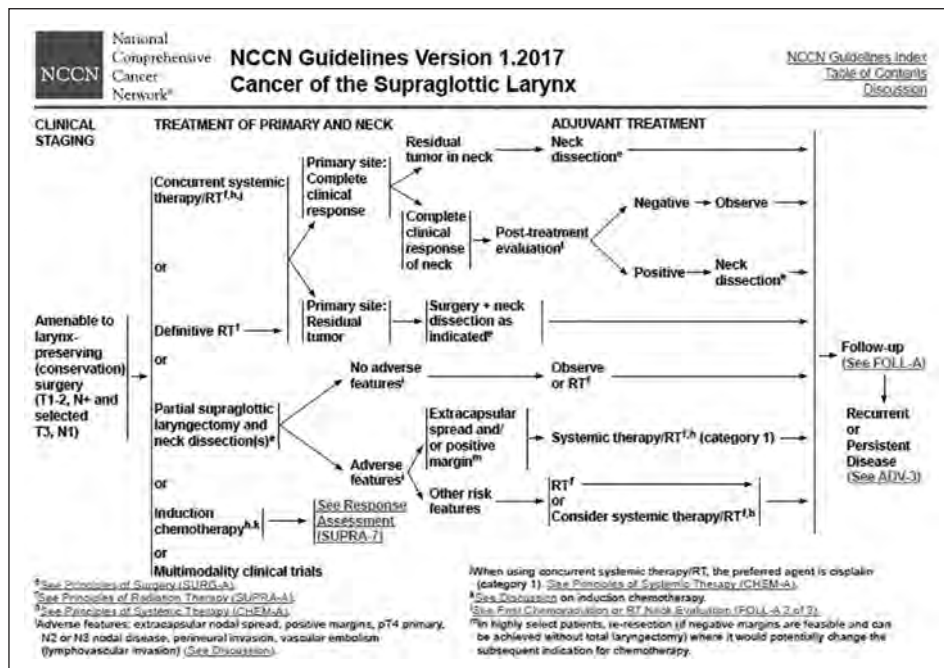 NCCN
National
Comprehensive
Cancer
Network®
NCCN Guidelines Version 1.2017
Cancer of the Supraglottic Larynx
NCCN Guidelines Index
Table of Contents
Discussion
CLINICAL
STAGING
TREATMENT OF PRIMARY AND NECK
ADJUVANT TREATMENT
Amenable to
larynx-
preserving
(conservation)
surgery
(T1-2, N+ and
selected
T3, N1)
Concurrent systemic
therapy/RT f,h,j
or
Definitive RT f
or
Partial supraglottic
laryngectomy and
neck dissection(s) e
or
Induction
chemotherapy h,k
or
Multimodality clinical trials
Primary site:
Complete
clinical
response
Primary site:
Residual
tumor
Residual
tumor in neck
Neck
dissection e
Complete
clinical
response
of neck
Post-treatment
evaluation l
Negative
Observe
Positive
Neck
dissection e
Surgery + neck
dissection as
indicated e
No adverse
features i
Observe
or RT f
Adverse
features i
Extracapsular
spread and/
or positive
margin m
Systemic therapy/RT f,h (category 1)
Other risk
features
RT f
or
Consider systemic therapy/RT f,h
See Response
Assessment
(SUPRA-7)
Follow-up
(See FOLL-A)
Recurrent
or
Persistent
Disease
(See ADV-3)
e See Principles of Surgery (SURG-A).
f See Principles of Radiation Therapy (SUPRA-A).
h See Principles of Systemic Therapy (CHEM-A).
i Adverse features: extracapsular nodal spread, positive margins, pT4 primary,
N2 or N3 nodal disease, perineural invasion, vascular embolism
(lymphovascular invasion) (See Discussion).
j When using concurrent systemic therapy/RT, the preferred agent is cisplatin
(category 1). See Principles of Systemic Therapy (CHEM-A).
k See Discussion on induction chemotherapy.
l See Post Chemoradiation or RT Neck Evaluation (FOLL-A 2 of 2).
m In highly select patients, re-resection (if negative margins are feasible and can
be achieved without total laryngectomy) where it would potentially change the
subsequent indication for chemotherapy.